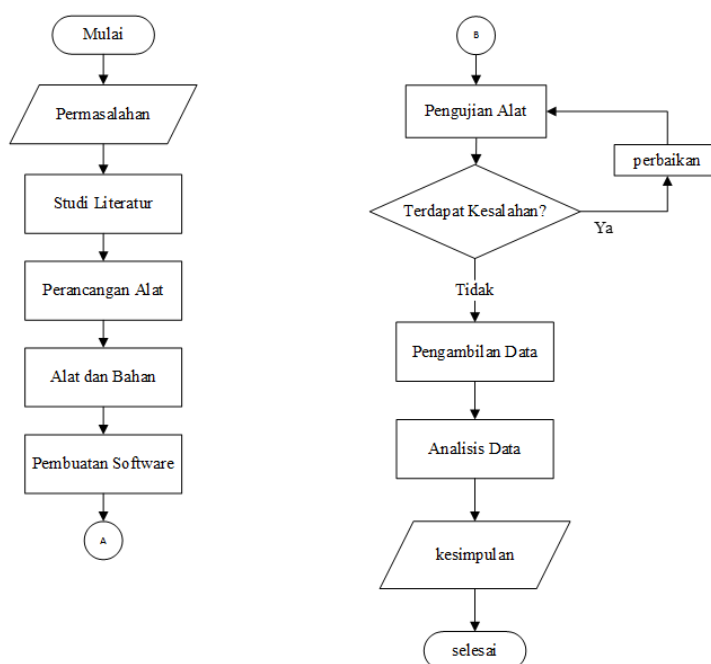 Mulai
Permasalahan
Studi Literatur
Perancangan Alat
Alat dan Bahan
Pembuatan Software
A
B
Pengujian Alat
perbaikan
Terdapat Kesalahan?
Ya
Tidak
Pengambilan Data
Analisis Data
kesimpulan
selesai